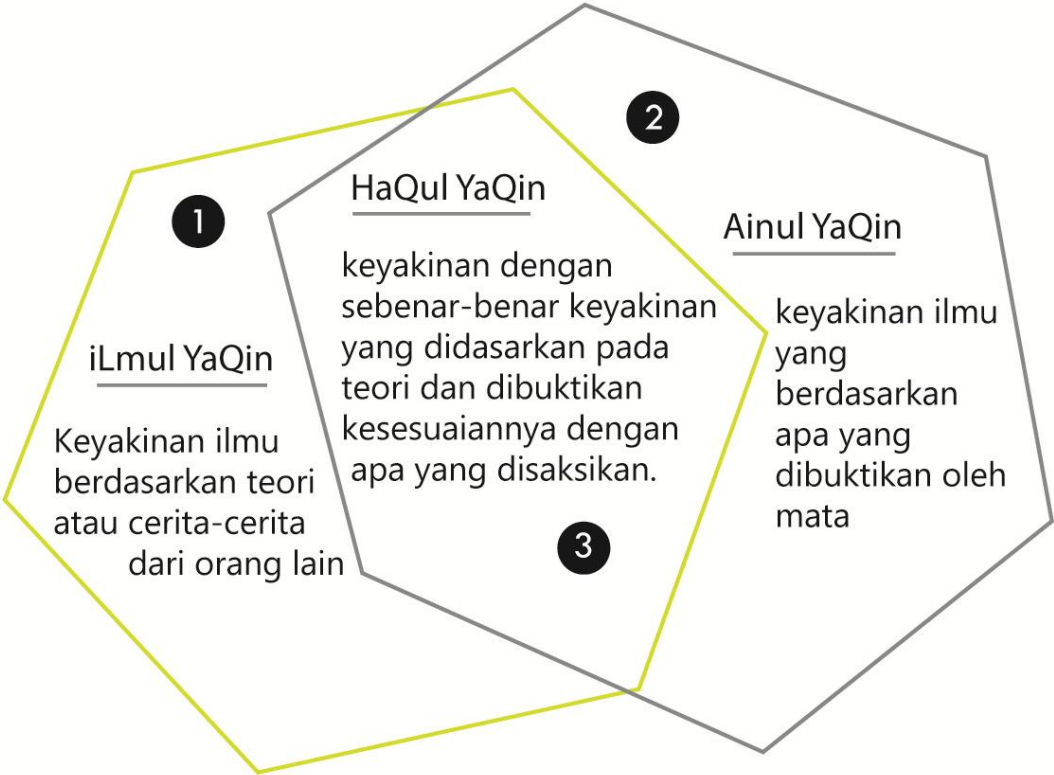 1
iLmul YaQin
Keyakinan ilmu
berdasarkan teori
atau cerita-cerita
dari orang lain
2
Ainul YaQin
keyakinan ilmu
yang
berdasarkan
apa yang
dibuktikan oleh
mata
HaQul YaQin
keyakinan dengan
sebenar-benar keyakinan
yang didasarkan pada
teori dan dibuktikan
kesesuaiannya dengan
apa yang disaksikan.
3